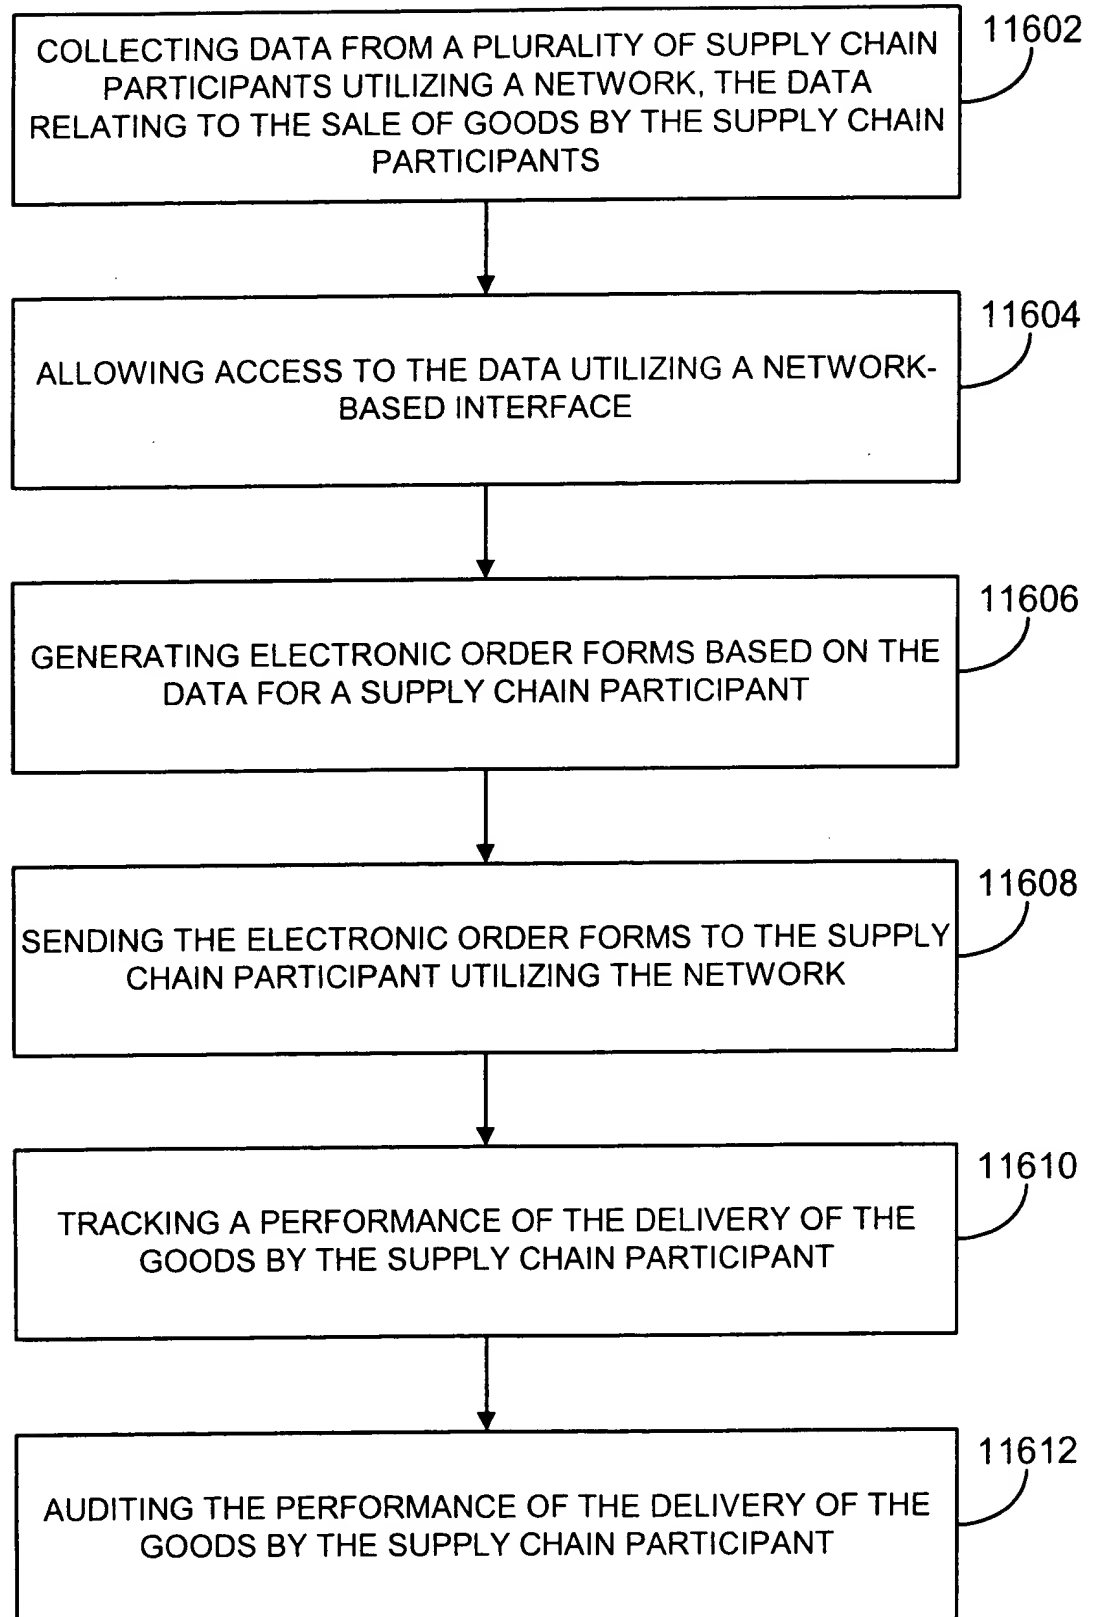 11602
COLLECTING DATA FROM A PLURALITY OF SUPPLY CHAIN
PARTICIPANTS UTILIZING A NETWORK, THE DATA
RELATING TO THE SALE OF GOODS BY THE SUPPLY CHAIN
PARTICIPANTS
11604
ALLOWING ACCESS TO THE DATA UTILIZING A NETWORK-
BASED INTERFACE
11606
GENERATING ELECTRONIC ORDER FORMS BASED ON THE
DATA FOR A SUPPLY CHAIN PARTICIPANT
11608
SENDING THE ELECTRONIC ORDER FORMS TO THE SUPPLY
CHAIN PARTICIPANT UTILIZING THE NETWORK
11610
TRACKING A PERFORMANCE OF THE DELIVERY OF THE
GOODS BY THE SUPPLY CHAIN PARTICIPANT
11612
AUDITING THE PERFORMANCE OF THE DELIVERY OF THE
GOODS BY THE SUPPLY CHAIN PARTICIPANT